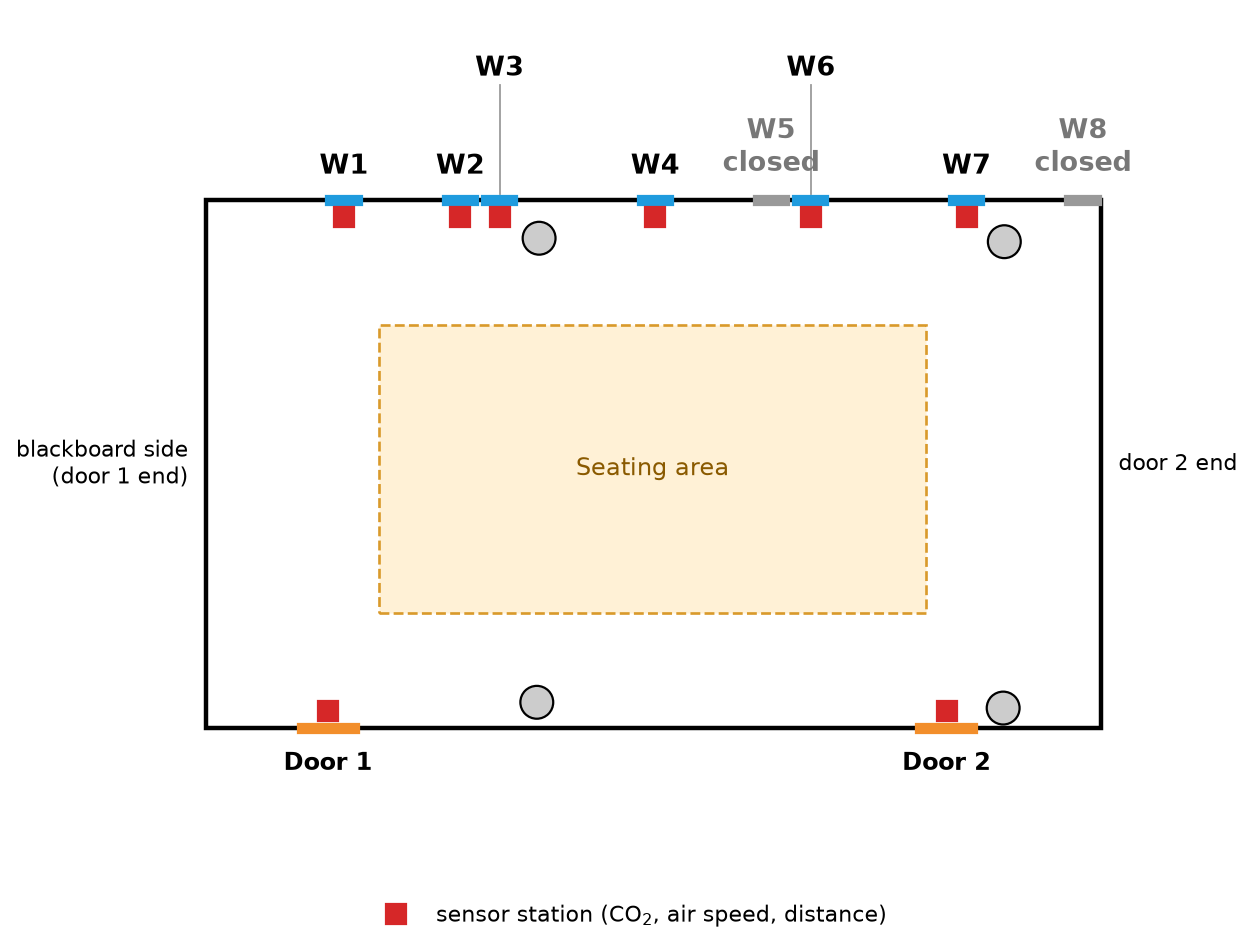 W3
W6
W5
closed
W8
closed
W1
W2
W4
W7
blackboard side
(door 1 end)
Seating area
door 2 end
Door 1
Door 2
sensor station (CO₂, air speed, distance)